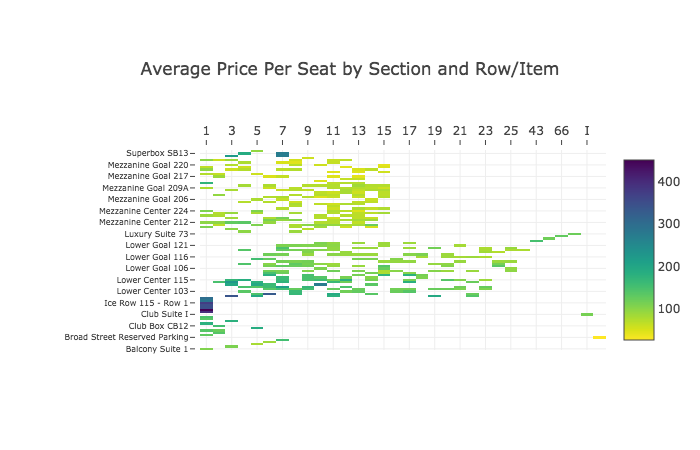 Average Price Per Seat by Section and Row/Item
1 3 5 7 9 11 13 15 17 19 21 23 25 43 66 I
Superbox SB13
Mezzanine Goal 220
Mezzanine Goal 217
Mezzanine Goal 209A
Mezzanine Goal 206
Mezzanine Center 224
Mezzanine Center 212
Luxury Suite 73
Lower Goal 121
Lower Goal 116
Lower Goal 106
Lower Center 115
Lower Center 103
Ice Row 115 - Row 1
Club Suite I
Club Box CB12
Broad Street Reserved Parking
Balcony Suite 1
400
300
200
100